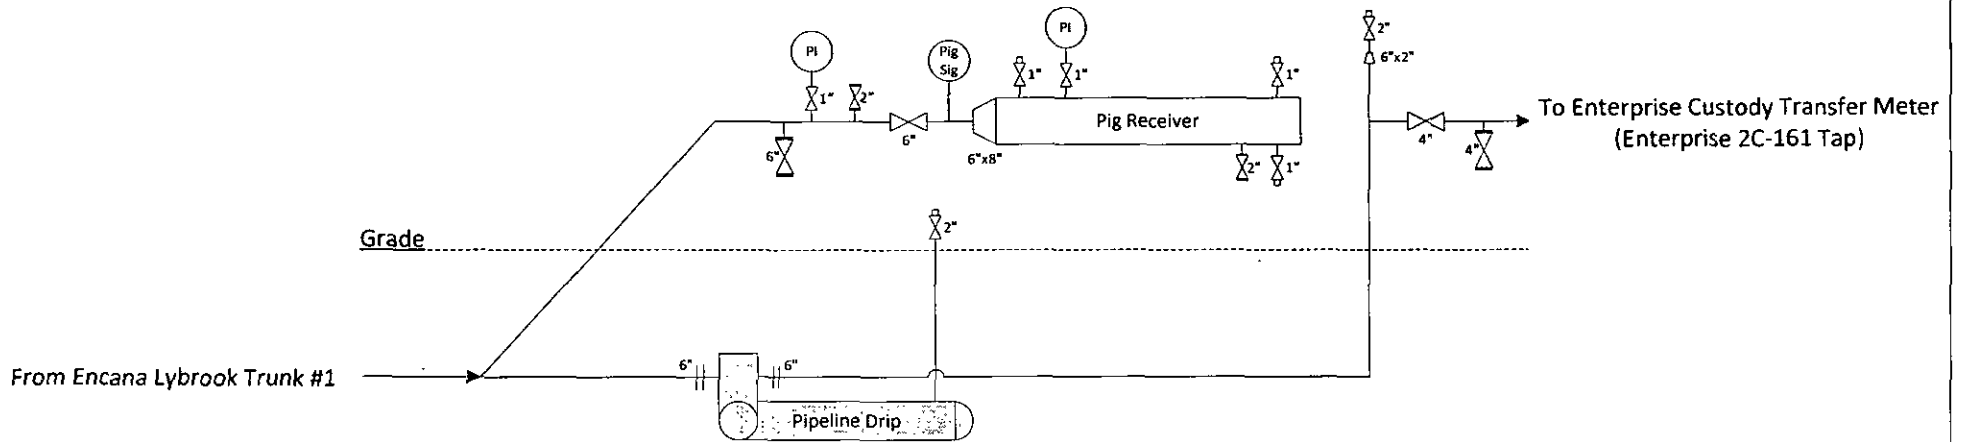 PI
Pig
Sig
PI
2"
6"x2"
1"
2"
1"
1"
1"
6"
6"
6"x8"
Pig Receiver
2"
1"
4"
4"
To Enterprise Custody Transfer Meter
(Enterprise 2C-161 Tap)
2"
Grade
From Encana Lybrook Trunk #1
6"
6"
Pipeline Drip